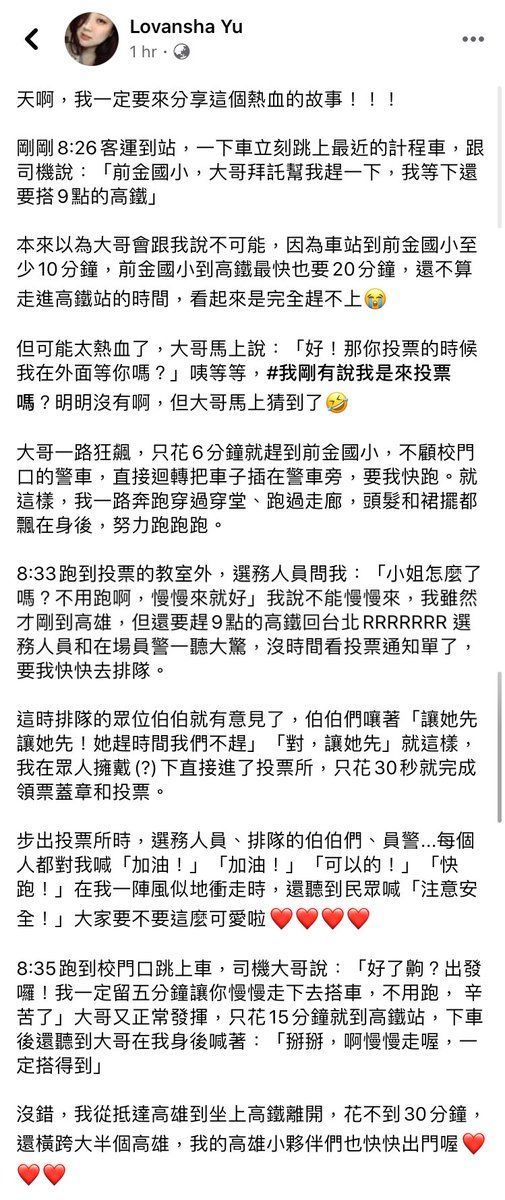 Lovansha Yu
1 hr ·
天啊，我一定要來分享這個熱血的故事！！！
剛剛8:26客運到站，一下車立刻跳上最近的計程車，跟
司機說：「前金國小，大哥拜託幫我趕一下，我等下還
要搭9點的高鐵」
本來以為大哥會跟我說不可能，因為車站到前金國小至
少10分鐘，前金國小到高鐵最快也要20分鐘，還不算
走進高鐵站的時間，看起來是完全趕不上😭
但可能太熱血了，大哥馬上說：「好！那你投票的時候
我在外面等你嗎？」咦等等，#我剛有說我是來投票
嗎？明明沒有啊，但大哥馬上猜到了🤣
大哥一路狂飆，只花6分鐘就趕到前金國小，不顧校門
口的警車，直接迴轉把車子插在警車旁，要我快跑。就
這樣，我一路奔跑穿過穿堂、跑過走廊，頭髮和裙擺都
飄在身後，努力跑跑跑。
8:33跑到投票的教室外，選務人員問我：「小姐怎麼了
嗎？不用跑啊，慢慢來就好」我說不能慢慢來，我雖然
才剛到高雄，但還要趕9點的高鐵回台北RRRRRRR 選
務人員和在場員警一聽大驚，沒時間看投票通知單了，
要我快快去排隊。
這時排隊的眾位伯伯就有意見了，伯伯們嚷著「讓她先
讓她先！她趕時間我們不趕」「對，讓她先」就這樣，
我在眾人擁戴(?)下直接進了投票所，只花30秒就完成
領票蓋章和投票。
步出投票所時，選務人員、排隊的伯伯們、員警...每個
人都對我喊「加油！」「加油！」「可以的！」「快
跑！」在我一陣風似地衝走時，還聽到民眾喊「注意安
全！」大家要不要這麼可愛啦❤️❤️❤️❤️
8:35跑到校門口跳上車，司機大哥說：「好了齁？出發
囉！我一定留五分鐘讓你慢慢走下去搭車，不用跑， 辛
苦了」大哥又正常發揮，只花15分鐘就到高鐵站，下車
後還聽到大哥在我身後喊著：「掰掰，啊慢慢走喔，一
定搭得到」
沒錯，我從抵達高雄到坐上高鐵離開，花不到30分鐘，
還橫跨大半個高雄，我的高雄小夥伴們也快快出門喔❤️
❤️❤️